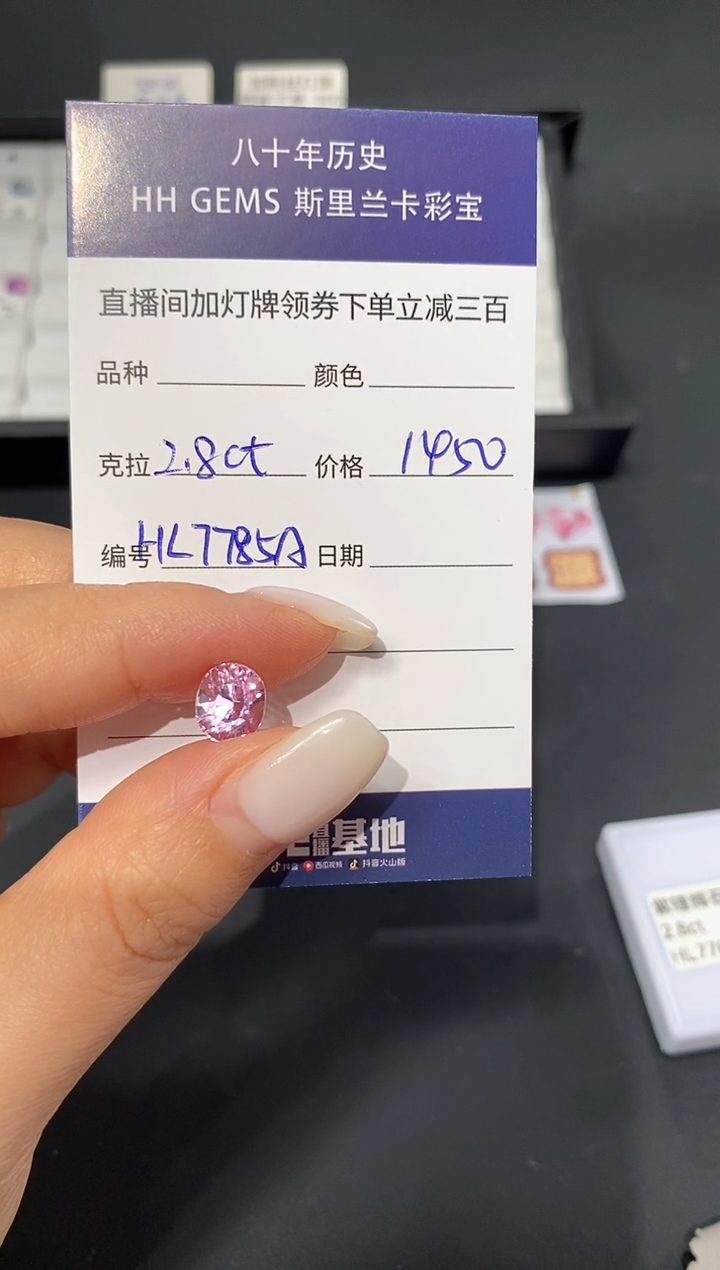 八十年历史
HH GEMS 斯里兰卡彩宝
直播间加灯牌领券下单立减三百
品种 颜色
克拉 2.8ct 价格 1450
编号 HL7785A 日期
播基地
抖音 西瓜视频 抖音火山版
2.8ct
HL778